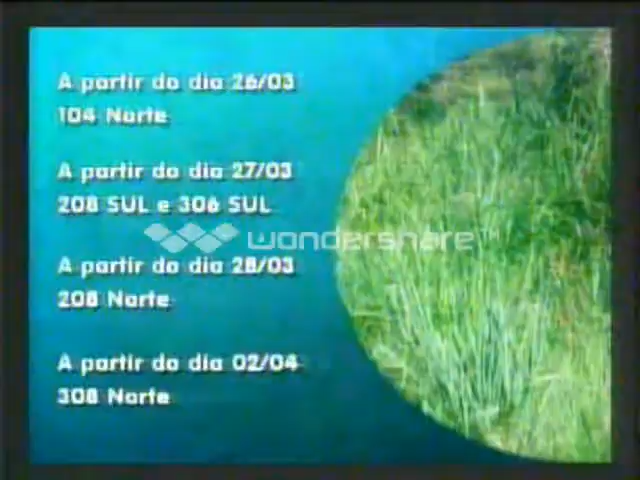 A partir do dia 26/03
104 Norte
A partir do dia 27/03
208 SUL e 306 SUL
wondershare™
A partir do dia 28/03
208 Norte
A partir do dia 02/04
308 Norte